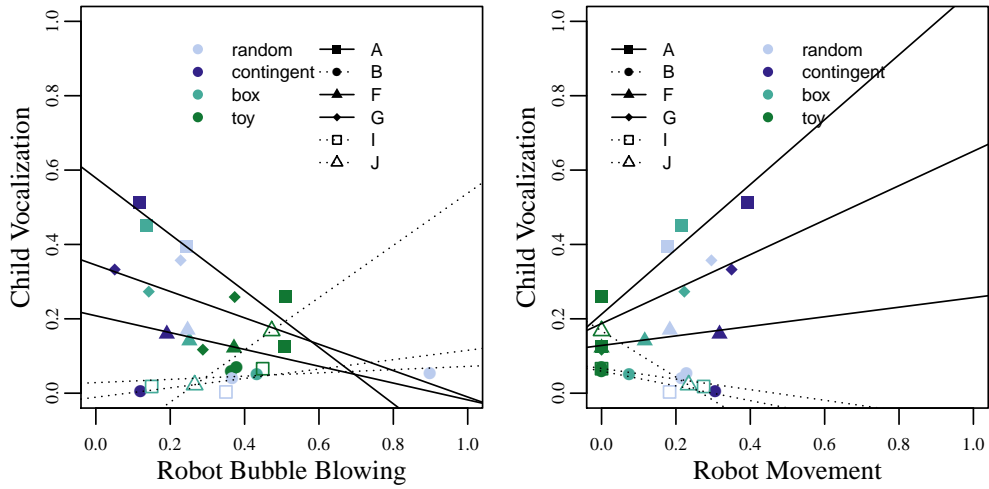 Child Vocalization
1.0
0.8
0.6
0.4
0.2
0.0
random
contingent
box
toy
A
B
F
G
I
J
0.0 0.2 0.4 0.6 0.8 1.0
Robot Bubble Blowing
Child Vocalization
1.0
0.8
0.6
0.4
0.2
0.0
A
B
F
G
I
J
random
contingent
box
toy
0.0 0.2 0.4 0.6 0.8 1.0
Robot Movement